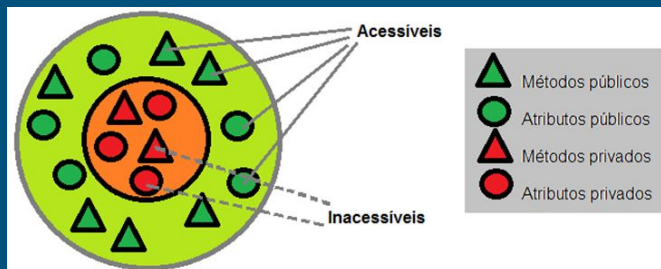 Acessíveis
Inacessíveis
Métodos públicos
Atributos públicos
Métodos privados
Atributos privados